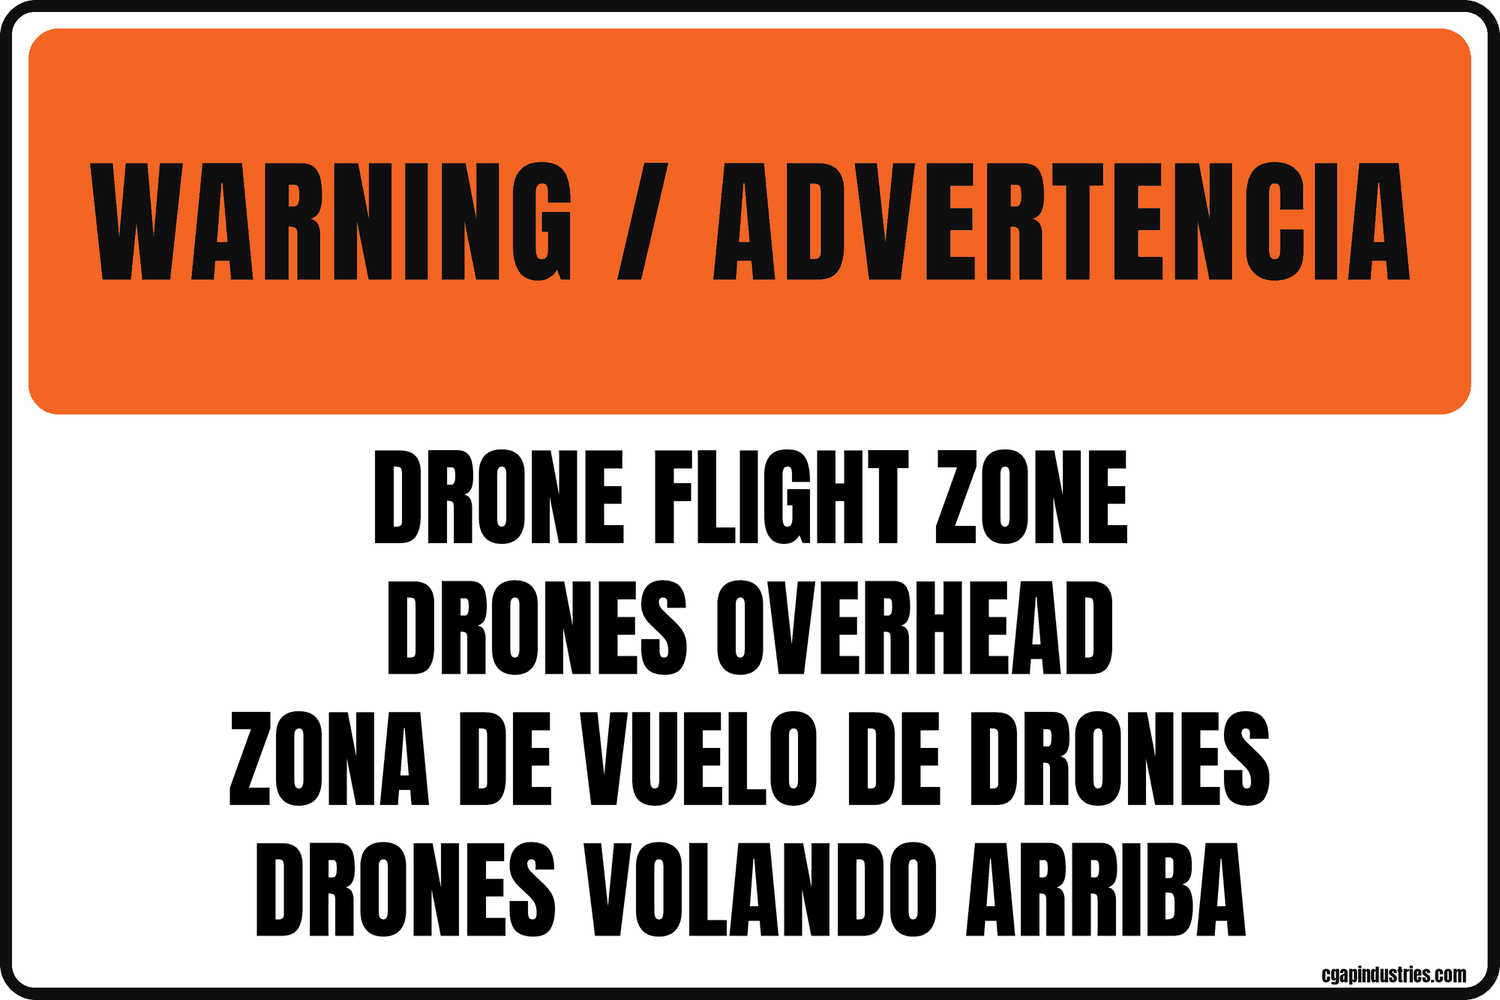 WARNING / ADVERTENCIA
DRONE FLIGHT ZONE
DRONES OVERHEAD
ZONA DE VUELO DE DRONES
DRONES VOLANDO ARRIBA
cgapindustries.com